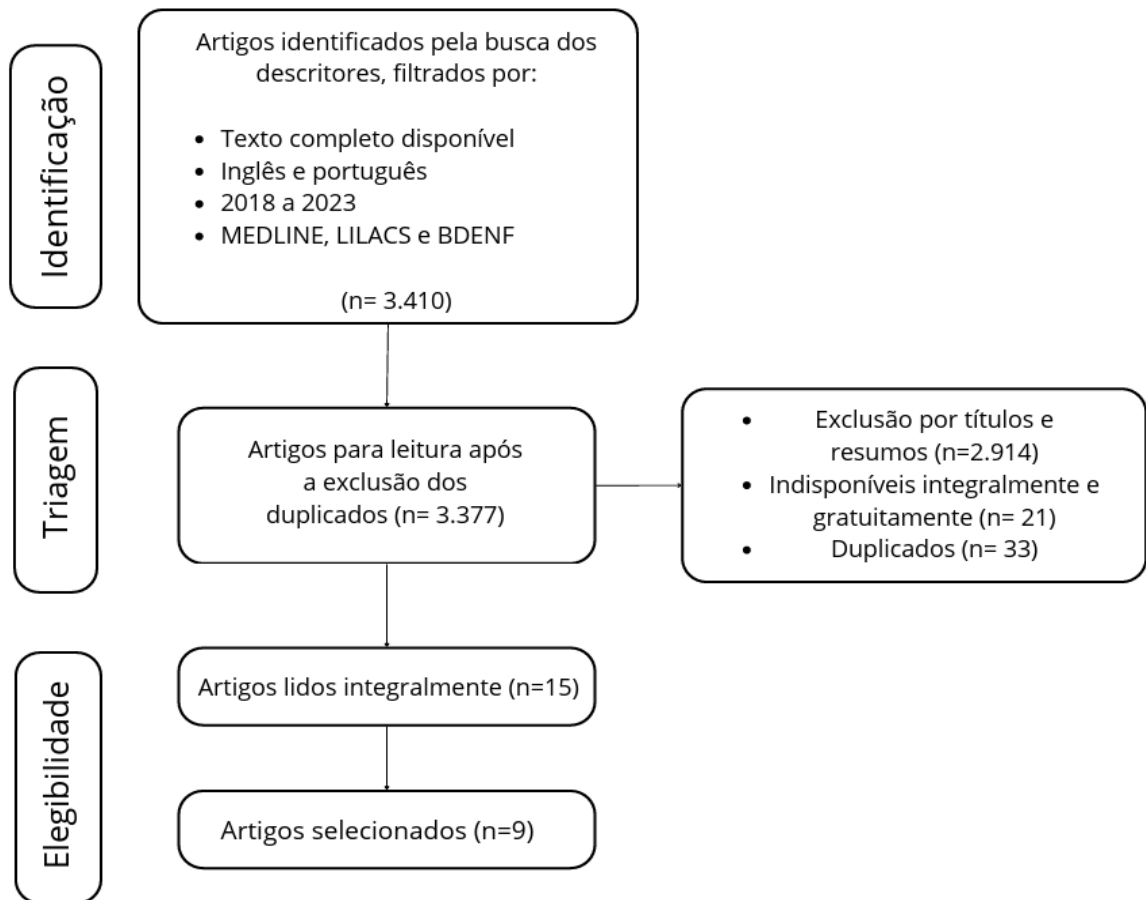 Identificação
Artigos identificados pela busca dos
descritores, filtrados por:
• Texto completo disponível
• Inglês e português
• 2018 a 2023
• MEDLINE, LILACS e BDENF
(n= 3.410)
Triagem
Artigos para leitura após
a exclusão dos
duplicados (n= 3.377)
• Exclusão por títulos e
resumos (n=2.914)
• Indisponíveis integralmente e
gratuitamente (n= 21)
• Duplicados (n= 33)
Elegibilidade
Artigos lidos integralmente (n=15)
Artigos selecionados (n=9)